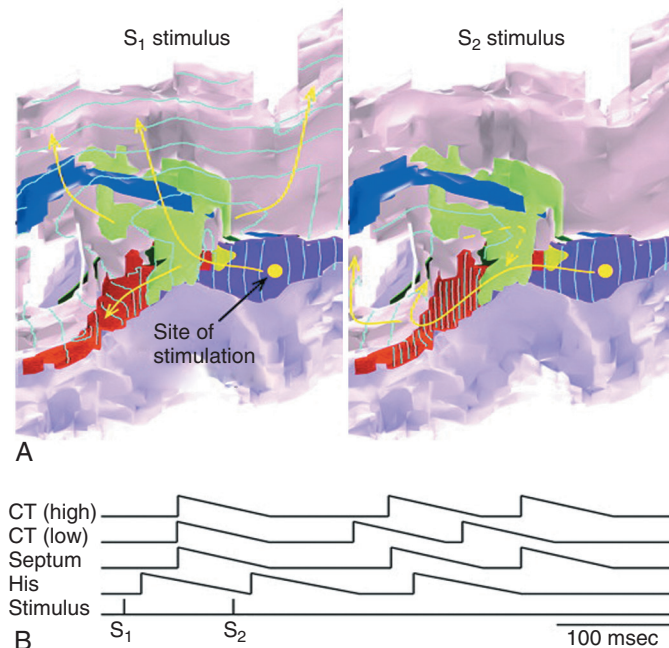 S₁ stimulus
S₂ stimulus
Site of
stimulation
A
CT (high)
CT (low)
Septum
His
Stimulus
S₁
S₂
100 msec
B